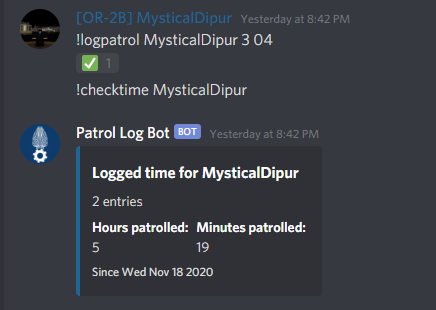 [OR-2B] MysticalDipur Yesterday at 8:42 PM
!logpatrol MysticalDipur 3 04
✅ 1
!checktime MysticalDipur
Patrol Log Bot BOT Yesterday at 8:42 PM
Logged time for MysticalDipur
2 entries
Hours patrolled: Minutes patrolled:
5 19
Since Wed Nov 18 2020